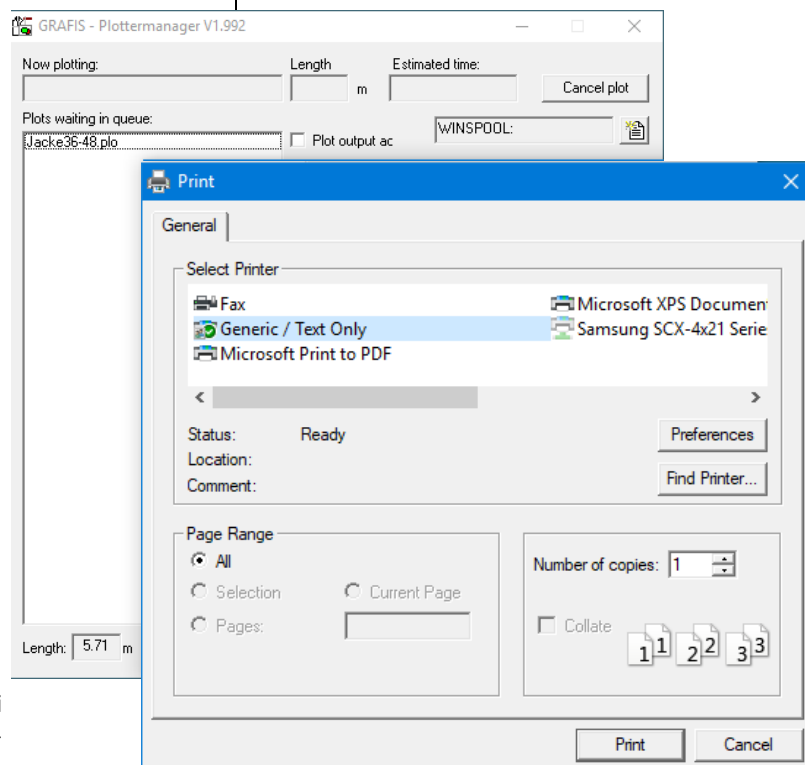 GRAFIS - Plottermanager V1.992
Now plotting:
Length
Estimated time:
m
Cancel plot
Plots waiting in queue:
Jacke36-48.plo
Plot output ac
WINSPOOL:
Print
General
Select Printer
Fax
Generic / Text Only
Microsoft Print to PDF
Microsoft XPS Documen
Samsung SCX-4x21 Serie
Status: Ready
Location:
Comment:
Preferences
Find Printer...
Page Range
All
Selection
Current Page
Pages:
Number of copies: 1
Collate
1 1 2 2 3 3
Length: 5.71 m
Print
Cancel